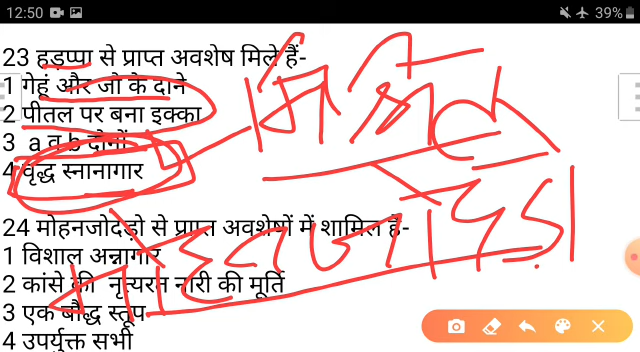 12:50 39%
23 हड़प्पा से प्राप्त अवशेष मिले हैं-
1 गेहूं और जो के दाने
2 पीतल पर बना इक्का
3 a व b दोनों
4 वृद्ध स्नानागार
24 मोहनजोदड़ो से प्राप्त अवशेषों में शामिल है-
1 विशाल अन्नागार
2 कांसे की नृत्यरत नारी की मूर्ति
3 एक बौद्ध स्तूप
4 उपर्युक्त सभी